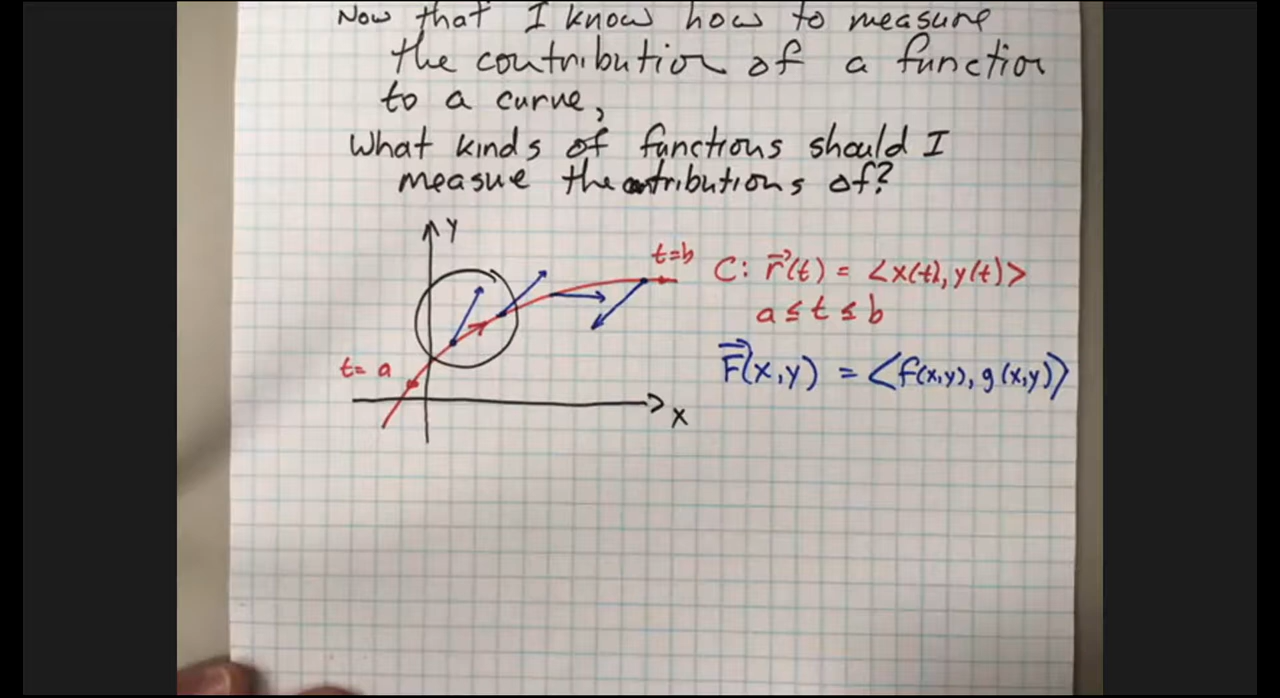 Now that I know how to measure
the contribution of a function
to a curve,
What kinds of functions should I
measure the contributions of?
y
t=b
C: r⃗(t) = <x(t), y(t)>
a ≤ t ≤ b
t= a
F⃗(x,y) = <f(x,y), g(x,y)>
x